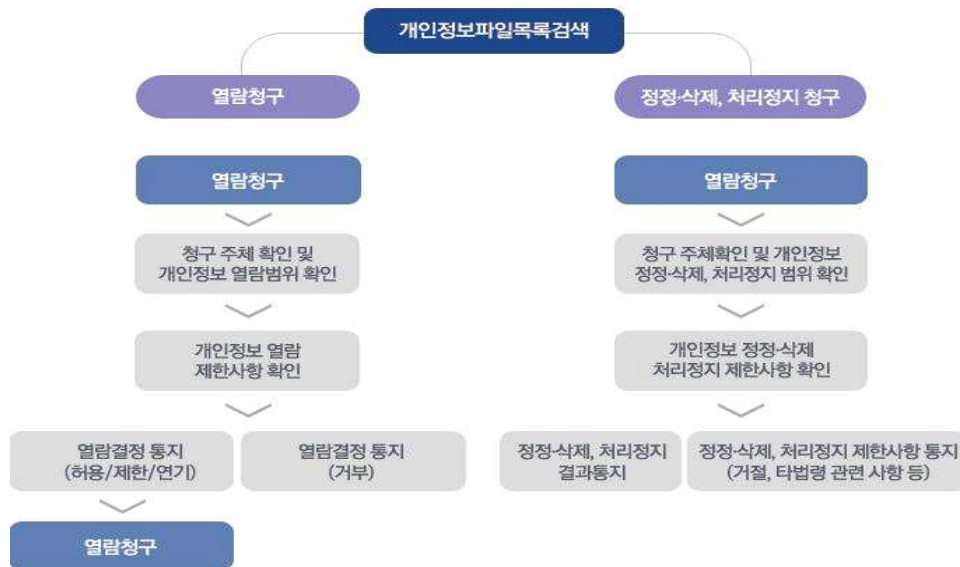 개인정보파일목록검색
열람청구
정정·삭제, 처리정지 청구
열람청구
열람청구
청구 주체 확인 및
개인정보 열람범위 확인
청구 주체확인 및 개인정보
정정·삭제, 처리정지 범위 확인
개인정보 열람
제한사항 확인
개인정보 정정·삭제
처리정지 제한사항 확인
열람결정 통지
(허용/제한/연기)
열람결정 통지
(거부)
정정·삭제, 처리정지
결과통지
정정·삭제, 처리정지 제한사항 통지
(거절, 타법령 관련 사항 등)
열람청구